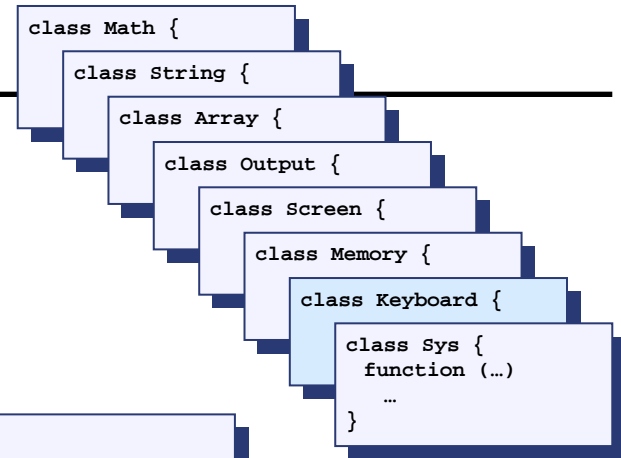 class Math {
class String {
class Array {
class Output {
class Screen {
class Memory {
class Keyboard {
class Sys {
function (…)
…
}